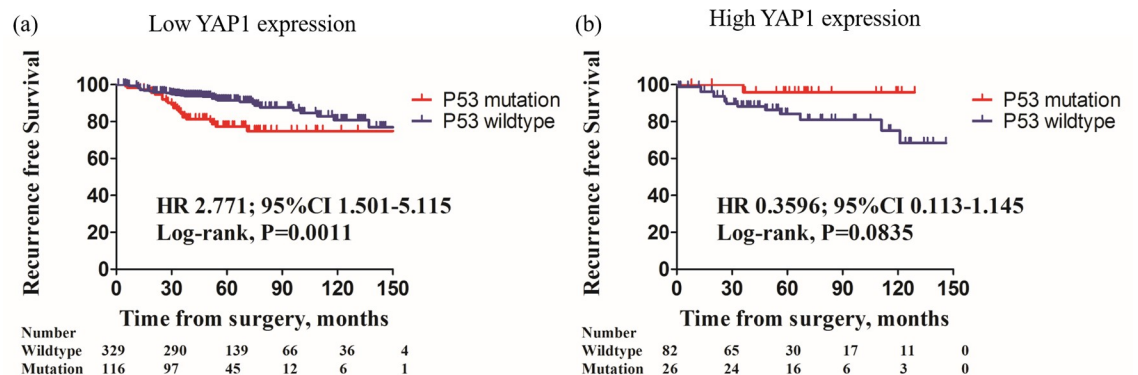 (a)
Low YAP1 expression
Recurrence free Survival
100
80
60
40
20
0
P53 mutation
P53 wildtype
HR 2.771; 95%CI 1.501-5.115
Log-rank, P=0.0011
0 30 60 90 120 150
Time from surgery, months
Number
Wildtype 329 290 139 66 36 4
Mutation 116 97 45 12 6 1
(b)
High YAP1 expression
Recurrence free Survival
100
80
60
40
20
0
P53 mutation
P53 wildtype
HR 0.3596; 95%CI 0.113-1.145
Log-rank, P=0.0835
0 30 60 90 120 150
Time from surgery, months
Number
Wildtype 82 65 30 17 11 0
Mutation 26 24 16 6 3 0